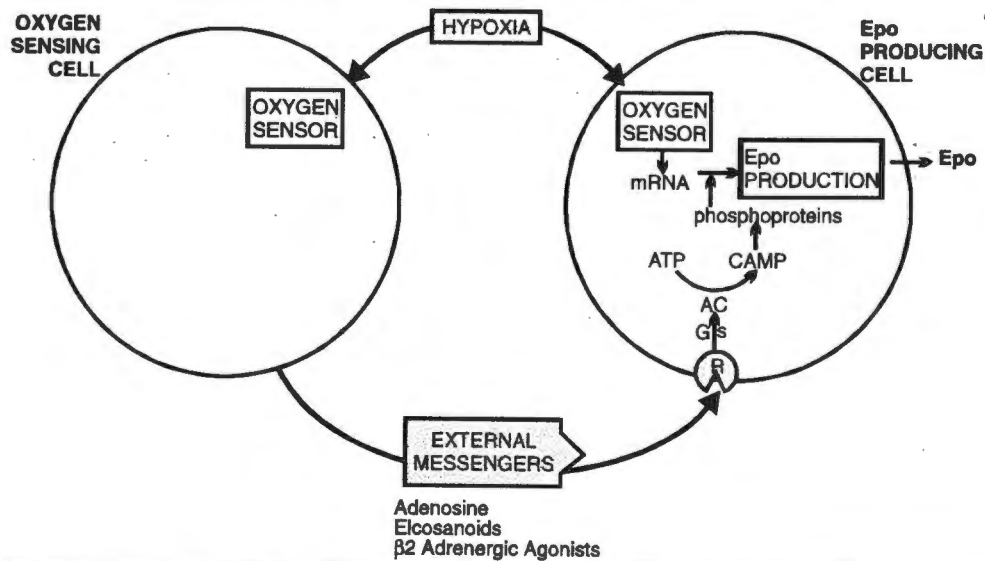 OXYGEN
SENSING
CELL
HYPOXIA
Epo
PRODUCING
CELL
OXYGEN
SENSOR
OXYGEN
SENSOR
mRNA
Epo
PRODUCTION
Epo
phosphoproteins
ATP
CAMP
AC
Gs
R
EXTERNAL
MESSENGERS
Adenosine
Elcosanoids
β2 Adrenergic Agonists